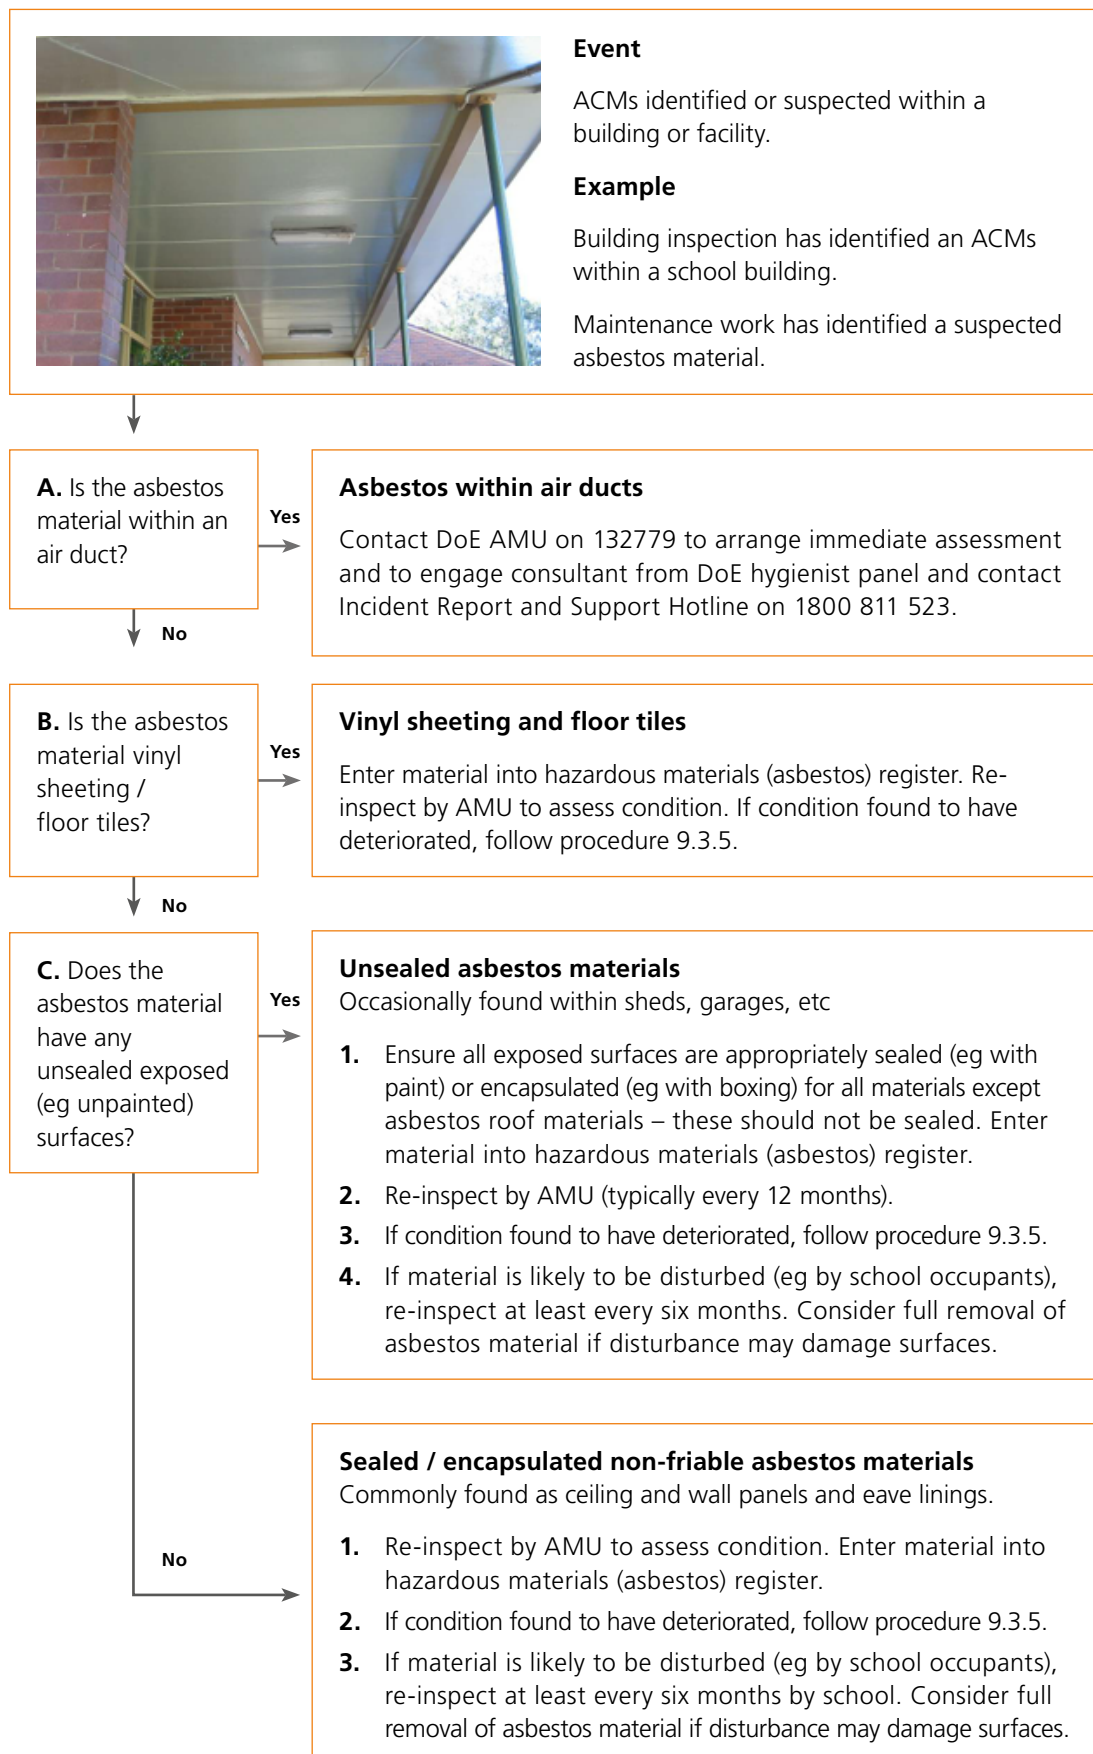 Event
ACMs identified or suspected within a
building or facility.
Example
Building inspection has identified an ACMs
within a school building.
Maintenance work has identified a suspected
asbestos material.
A. Is the asbestos
material within an
air duct?
Yes
Asbestos within air ducts
Contact DoE AMU on 132779 to arrange immediate assessment
and to engage consultant from DoE hygienist panel and contact
Incident Report and Support Hotline on 1800 811 523.
No
B. Is the asbestos
material vinyl
sheeting /
floor tiles?
Yes
Vinyl sheeting and floor tiles
Enter material into hazardous materials (asbestos) register. Re-
inspect by AMU to assess condition. If condition found to have
deteriorated, follow procedure 9.3.5.
No
C. Does the
asbestos material
have any
unsealed exposed
(eg unpainted)
surfaces?
Yes
Unsealed asbestos materials
Occasionally found within sheds, garages, etc
1. Ensure all exposed surfaces are appropriately sealed (eg with
paint) or encapsulated (eg with boxing) for all materials except
asbestos roof materials – these should not be sealed. Enter
material into hazardous materials (asbestos) register.
2. Re-inspect by AMU (typically every 12 months).
3. If condition found to have deteriorated, follow procedure 9.3.5.
4. If material is likely to be disturbed (eg by school occupants),
re-inspect at least every six months. Consider full removal of
asbestos material if disturbance may damage surfaces.
No
Sealed / encapsulated non-friable asbestos materials
Commonly found as ceiling and wall panels and eave linings.
1. Re-inspect by AMU to assess condition. Enter material into
hazardous materials (asbestos) register.
2. If condition found to have deteriorated, follow procedure 9.3.5.
3. If material is likely to be disturbed (eg by school occupants),
re-inspect at least every six months by school. Consider full
removal of asbestos material if disturbance may damage surfaces.